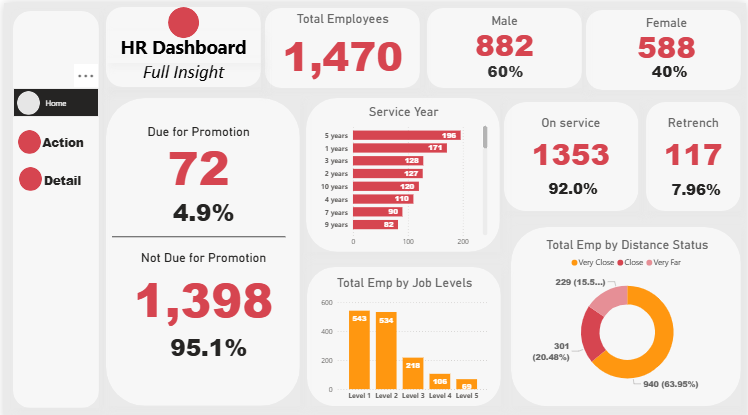 HR Dashboard
Full Insight
Total Employees
1,470
Male
882
60%
Female
588
40%
...
Home
Action
Detail
Due for Promotion
72
4.9%
Not Due for Promotion
1,398
95.1%
Service Year
5 years 196
1 years 171
3 years 128
2 years 127
10 years 120
4 years 110
7 years 90
9 years 82
0 100 200
On service
1353
92.0%
Retrench
117
7.96%
Total Emp by Job Levels
600
400
200
0
543 534 218 106 69
Level 1 Level 2 Level 3 Level 4 Level 5
Total Emp by Distance Status
Very Close Close Very Far
229 (15.5...)
301
(20.48%)
940 (63.95%)